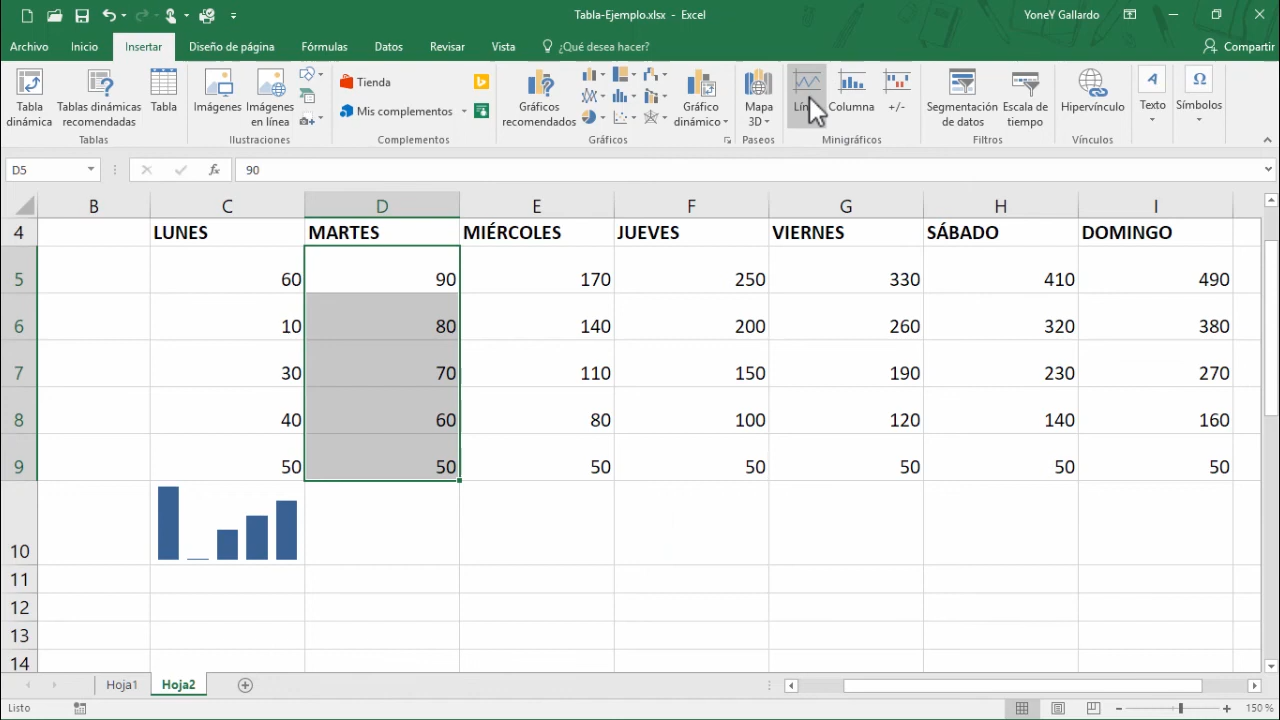 Tabla-Ejemplo.xlsx - Excel
YoneY Gallardo
Archivo
Inicio
Insertar
Diseño de página
Fórmulas
Datos
Revisar
Vista
¿Qué desea hacer?
Compartir
Tabla dinámica
Tablas dinámicas recomendadas
Tabla
Imágenes
Imágenes en línea
Tienda
Mis complementos
Gráficos recomendados
Gráfico dinámico
Mapa 3D
Columna
+/-
Segmentación de datos
Escala de tiempo
Hipervínculo
Texto
Símbolos
Tablas
Ilustraciones
Complementos
Gráficos
Paseos
Minigráficos
Filtros
Vínculos
D5
fx
90
B C D E F G H I
4 LUNES MARTES MIÉRCOLES JUEVES VIERNES SÁBADO DOMINGO
5 60 90 170 250 330 410 490
6 10 80 140 200 260 320 380
7 30 70 110 150 190 230 270
8 40 60 80 100 120 140 160
9 50 50 50 50 50 50 50
10
11
12
13
14
Hoja1
Hoja2
Listo
150 %